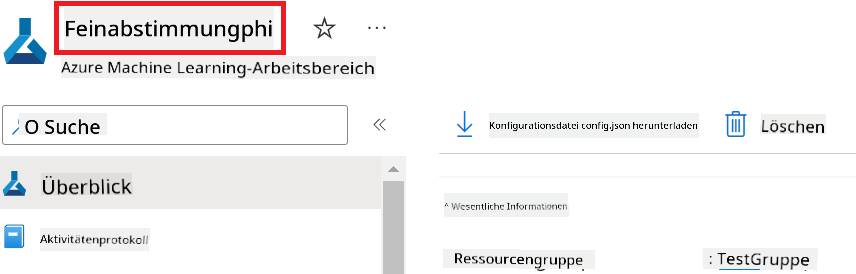 Feinabstimmungphi
Azure Machine Learning-Arbeitsbereich
O Suche
Überblick
Aktivitätenprotokoll
Konfigurationsdatei config.json herunterladen
Löschen
^ Wesentliche Informationen
Ressourcengruppe : TestGruppe